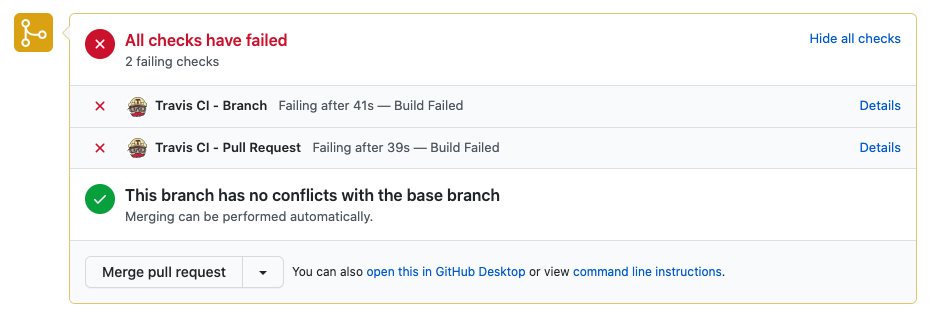 All checks have failed
Hide all checks
2 failing checks
Travis CI - Branch Failing after 41s — Build Failed Details
Travis CI - Pull Request Failing after 39s — Build Failed Details
This branch has no conflicts with the base branch
Merging can be performed automatically.
Merge pull request You can also open this in GitHub Desktop or view command line instructions.